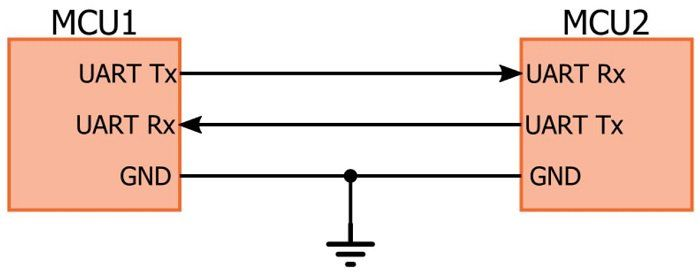 MCU1
MCU2
UART Tx
UART Rx
UART Rx
UART Tx
GND
GND